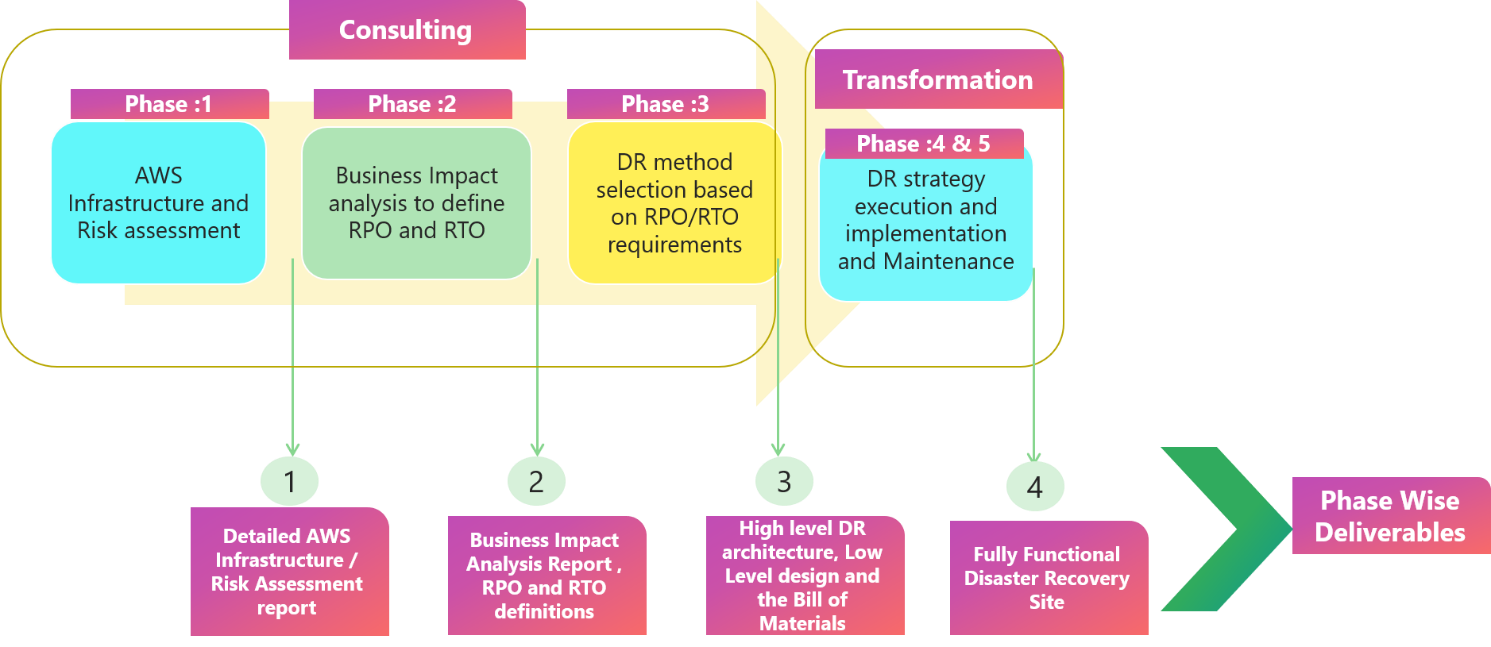 Consulting
Phase :1
AWS
Infrastructure and
Risk assessment
Phase :2
Business Impact
analysis to define
RPO and RTO
Phase :3
DR method
selection based
on RPO/RTO
requirements
Transformation
Phase :4 & 5
DR strategy
execution and
implementation
and Maintenance
1
Detailed AWS
Infrastructure /
Risk Assessment
report
2
Business Impact
Analysis Report ,
RPO and RTO
definitions
3
High level DR
architecture, Low
Level design and
the Bill of
Materials
4
Fully Functional
Disaster Recovery
Site
Phase Wise
Deliverables